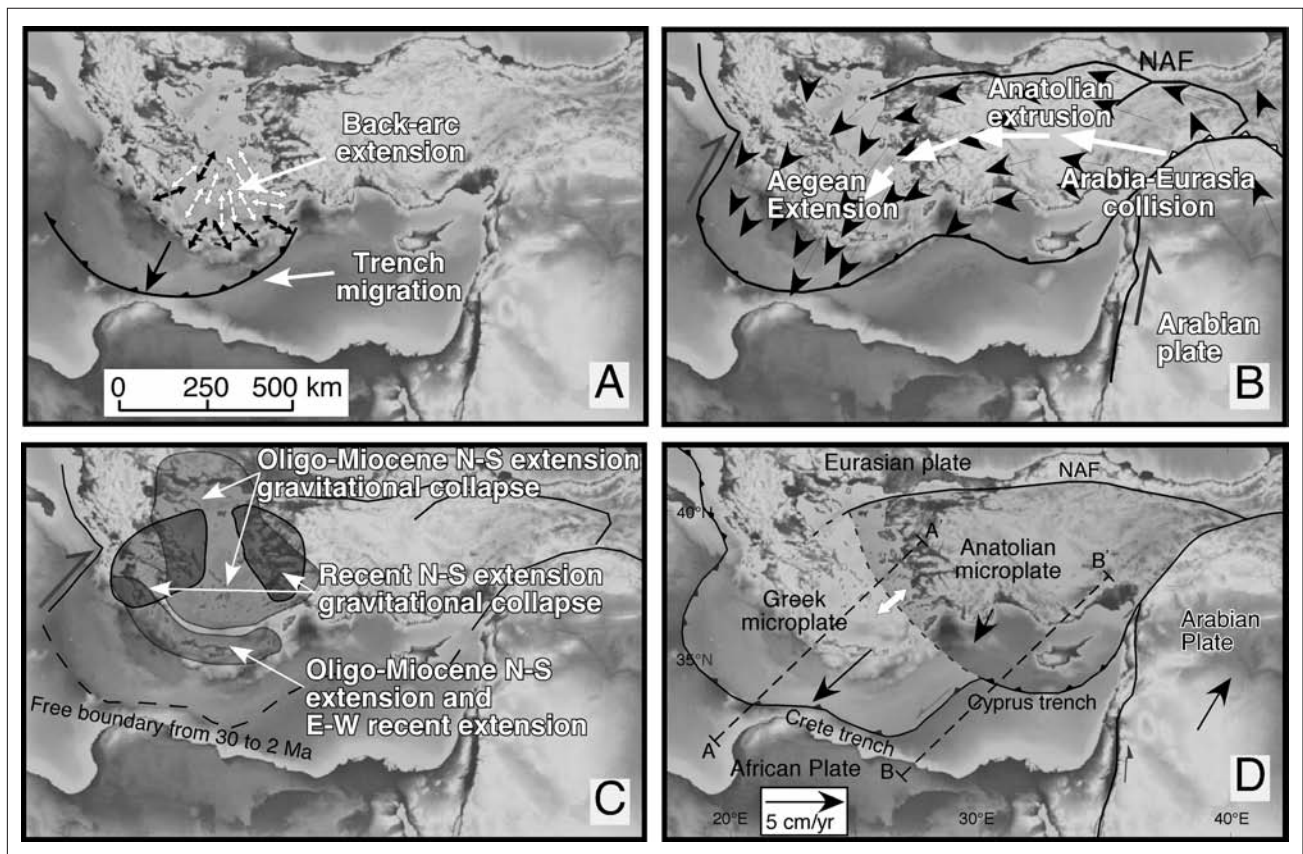 Back-arc
extension
Trench
migration
0 250 500 km
A
NAF
Anatolian
extrusion
Aegean
Extension
Arabia-Eurasia
collision
Arabian
plate
B
Oligo-Miocene N-S extension
gravitational collapse
Recent N-S extension
gravitational collapse
Oligo-Miocene N-S
extension and
E-W recent extension
Free boundary from 30 to 2 Ma
C
Eurasian plate
NAF
40°N
A
Anatolian
microplate
B'
Greek
microplate
Arabian
Plate
35°N
Cyprus trench
Crete trench
A
African Plate
B
D
5 cm/yr
20°E
30°E
40°E